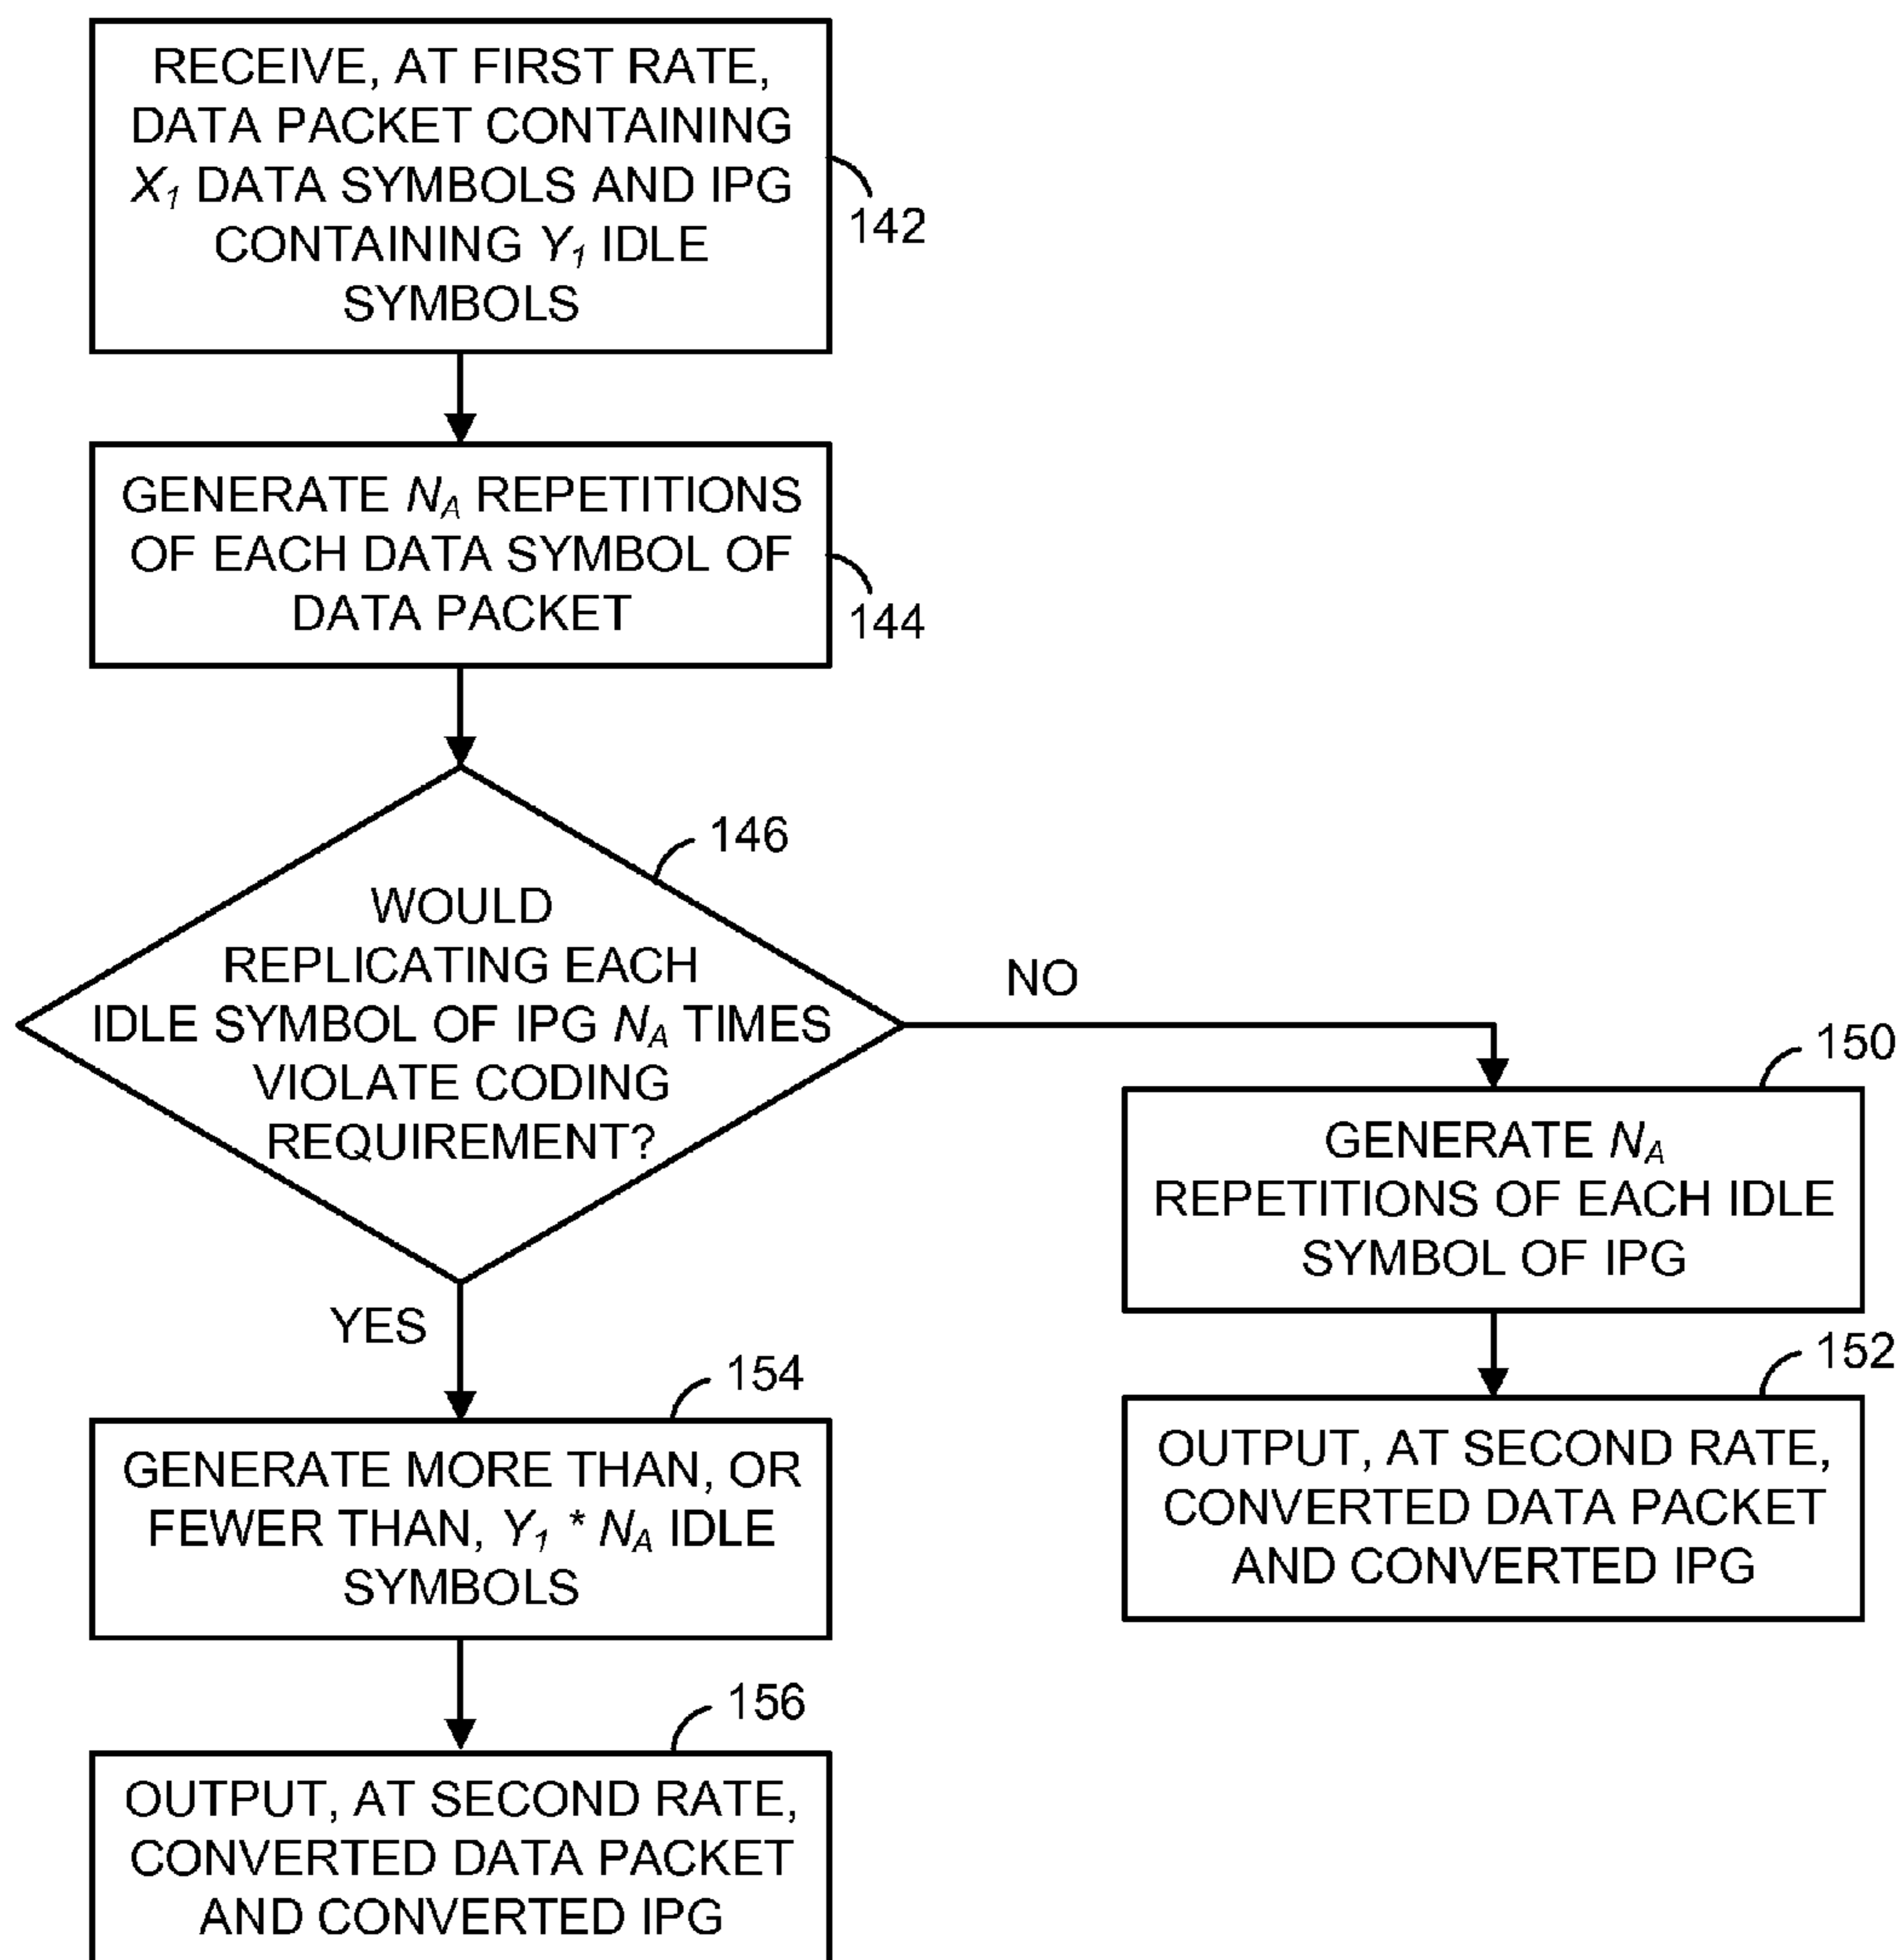 RECEIVE, AT FIRST RATE,
DATA PACKET CONTAINING
X1 DATA SYMBOLS AND IPG
CONTAINING Y1 IDLE
SYMBOLS
142
GENERATE NA REPETITIONS
OF EACH DATA SYMBOL OF
DATA PACKET
144
146
WOULD
REPLICATING EACH
IDLE SYMBOL OF IPG NA TIMES
VIOLATE CODING
REQUIREMENT?
NO
150
GENERATE NA
REPETITIONS OF EACH IDLE
SYMBOL OF IPG
152
OUTPUT, AT SECOND RATE,
CONVERTED DATA PACKET
AND CONVERTED IPG
YES
154
GENERATE MORE THAN, OR
FEWER THAN, Y1 * NA IDLE
SYMBOLS
156
OUTPUT, AT SECOND RATE,
CONVERTED DATA PACKET
AND CONVERTED IPG